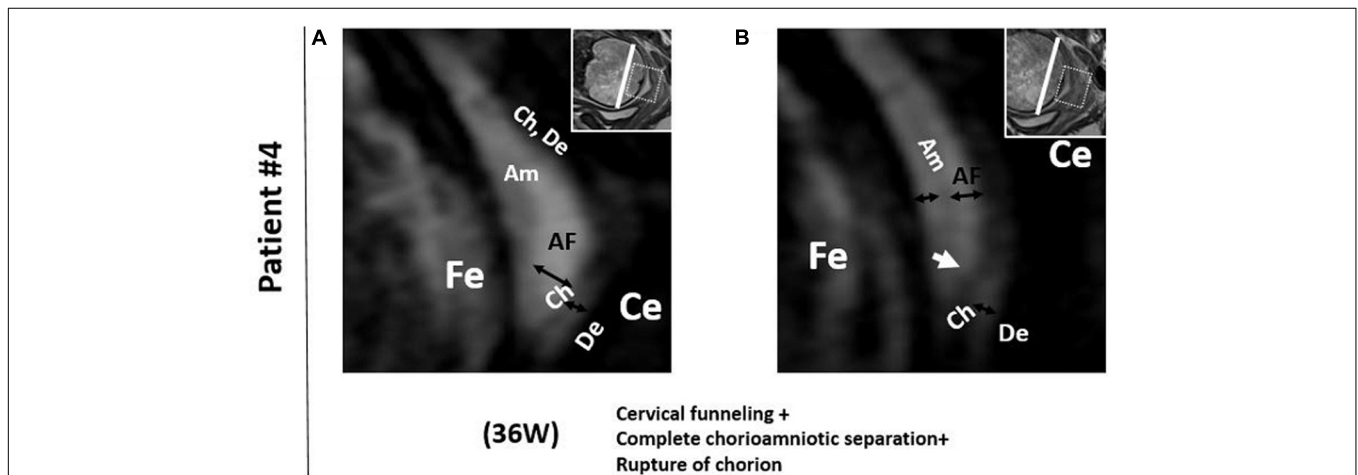 Patient #4
A
Ch, De
Am
AF
Fe
Ch
Ce
De
B
Ce
Am
AF
Fe
Ch
De
(36W)
Cervical funneling +
Complete chorioamniotic separation+
Rupture of chorion